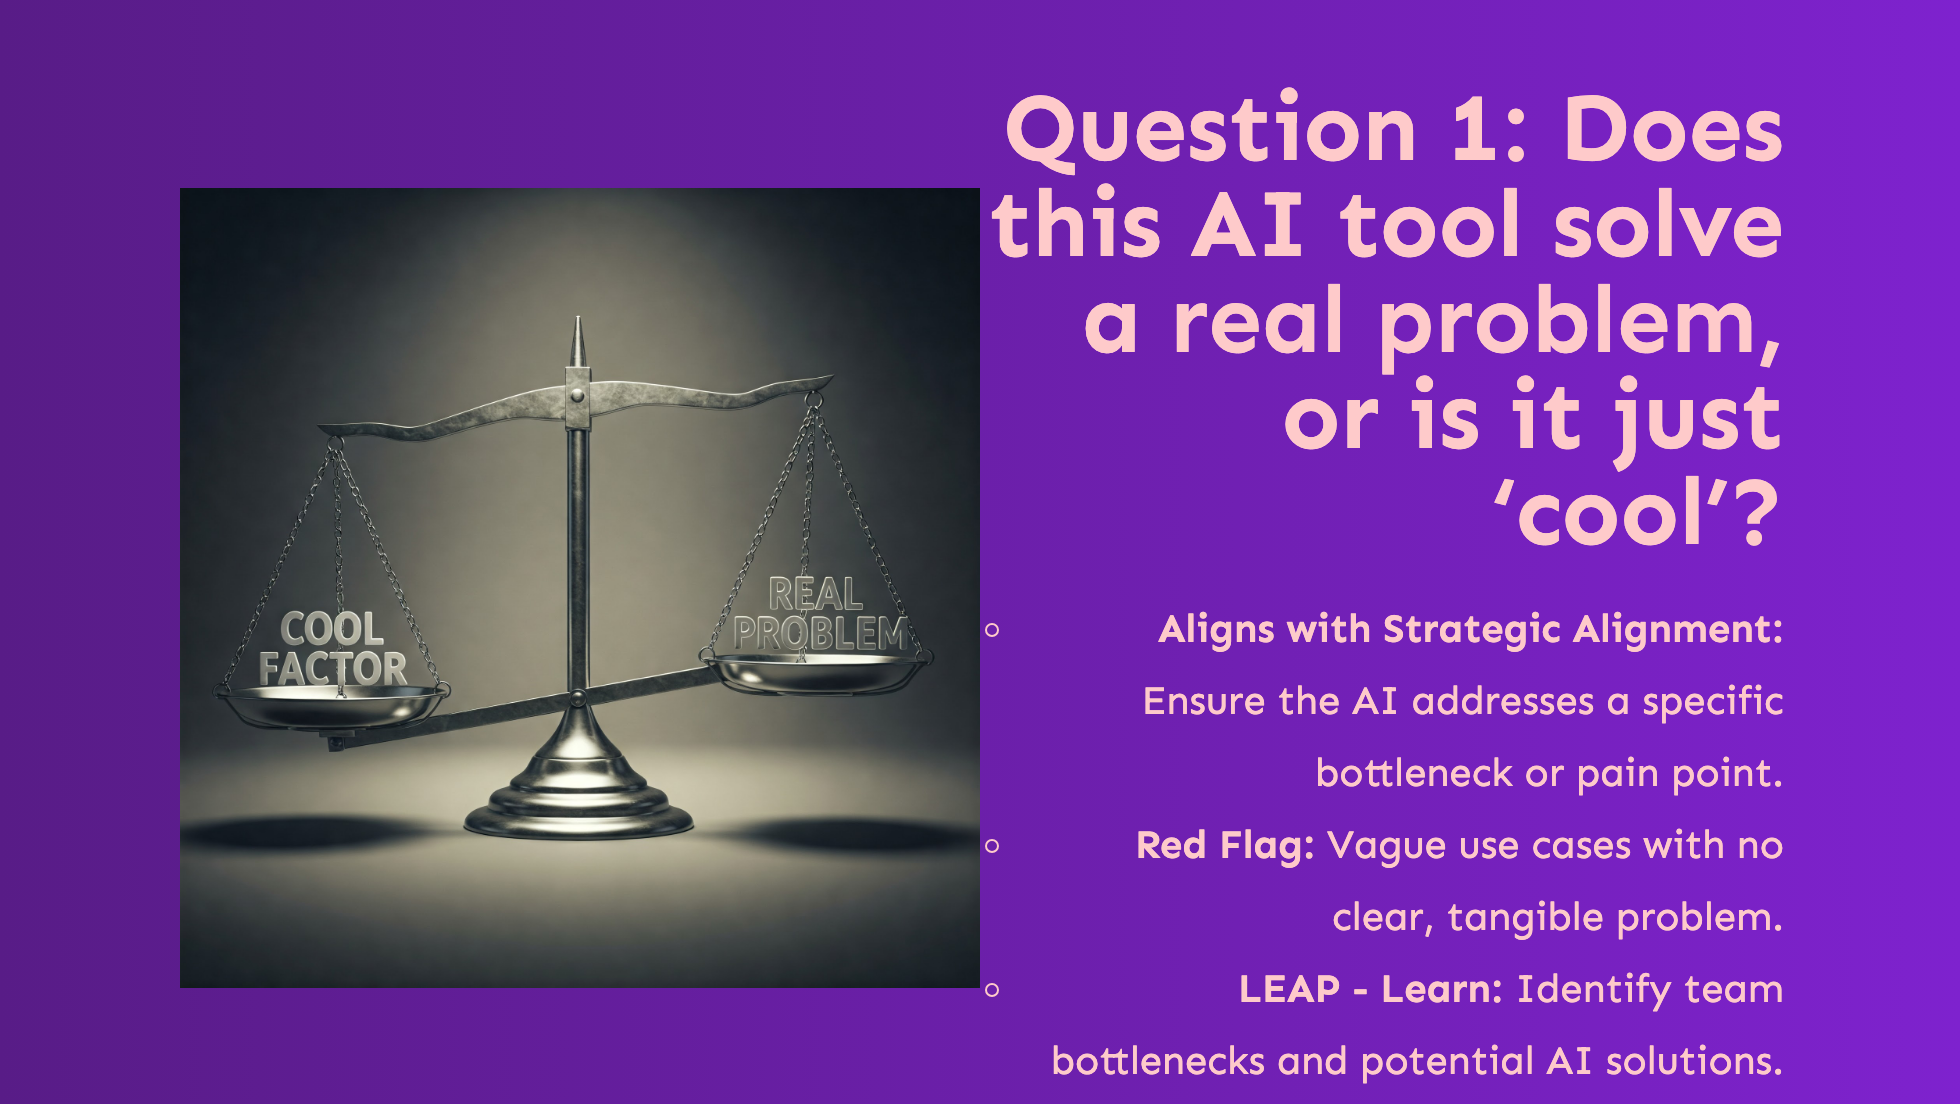 Question 1: Does
this AI tool solve
a real problem,
or is it just
‘cool’?
COOL
FACTOR
REAL
PROBLEM
Aligns with Strategic Alignment:
Ensure the AI addresses a specific
bottleneck or pain point.
Red Flag: Vague use cases with no
clear, tangible problem.
LEAP - Learn: Identify team
bottlenecks and potential AI solutions.